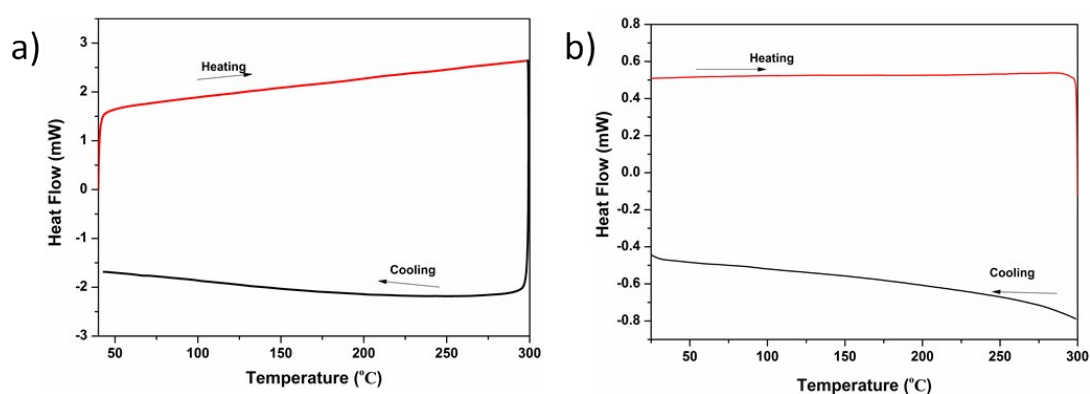 a)
Heat Flow (mW)
3
2
1
0
-1
-2
-3
Heating
Cooling
50
100
150
200
250
300
Temperature (°C)
b)
Heat Flow (mW)
0.8
0.6
0.4
0.2
0.0
-0.2
-0.4
-0.6
-0.8
Heating
Cooling
50
100
150
200
250
300
Temperature (°C)